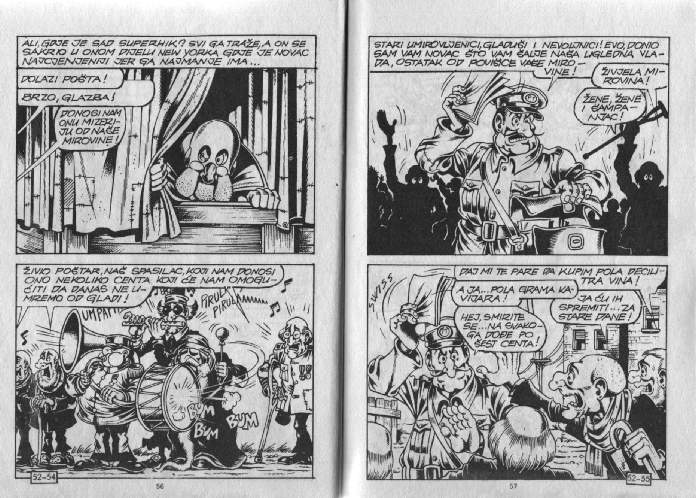 ALI, GDJE JE SAD SUPERHIK? SVI GA TRAŽE, A ON SE
SAKRIO U ONOM DIJELU NEW YORKA GDJE JE NOVAC
NAJCJENJENIJI JER GA NAJMANJE IMA...
DOLAZI POŠTA!
BRZO, GLAZBA!
DONOSI NAM
ONU MIZERI-
JU OD NAŠE
MIROVINE!
ŽIVIO POŠTAR, NAŠ SPASILAC, KOJI NAM DONOSI
ONO NEKOLIKO CENTA KOJI ĆE NAM OMOGU-
ĆITI DA DANAS NE U-
MREMO OD GLADI!
UMPAPA
PIRULI
PIRULA
BUM
BUM
BUM
52-54
56
STARI UMIROVLJENICI, GLADUŠI I NEVOLJNICI! EVO, DONIO
SAM VAM NOVAC ŠTO VAM ŠALJE NAŠA UGLEDNA VLA-
DA, OSTATAK OD POVIŠICE VAŠE MIRO-
VINE!
ŽIVJELA MI-
ROVINA!
ŽENE, ŽENE
I ŠAMPA-
NJAC!
DAJ MI TE PARE DA KUPIM POLA DECILI-
TRA VINA!
A JA... POLA GRAMA KA-
VIJARA!
JA ĆU IH
SPREMITI... ZA
STARE DANE!
HEJ, SMIRITE
SE... NA SVAKO-
GA DOĐE PO
ŠEST CENTA!
SWISS
52-55
57